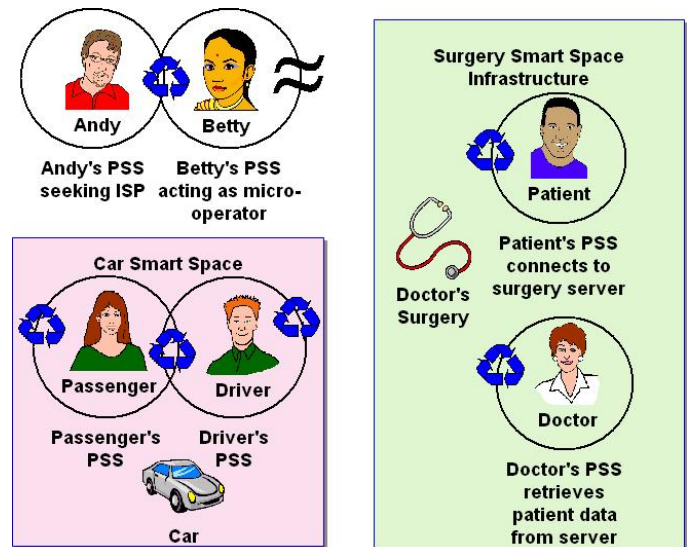 Andy
Betty
Andy's PSS
seeking ISP
Betty's PSS
acting as micro-
operator
Car Smart Space
Passenger
Driver
Passenger's
PSS
Driver's
PSS
Car
Surgery Smart Space
Infrastructure
Patient
Patient's PSS
connects to
surgery server
Doctor's
Surgery
Doctor
Doctor's PSS
retrieves
patient data
from server